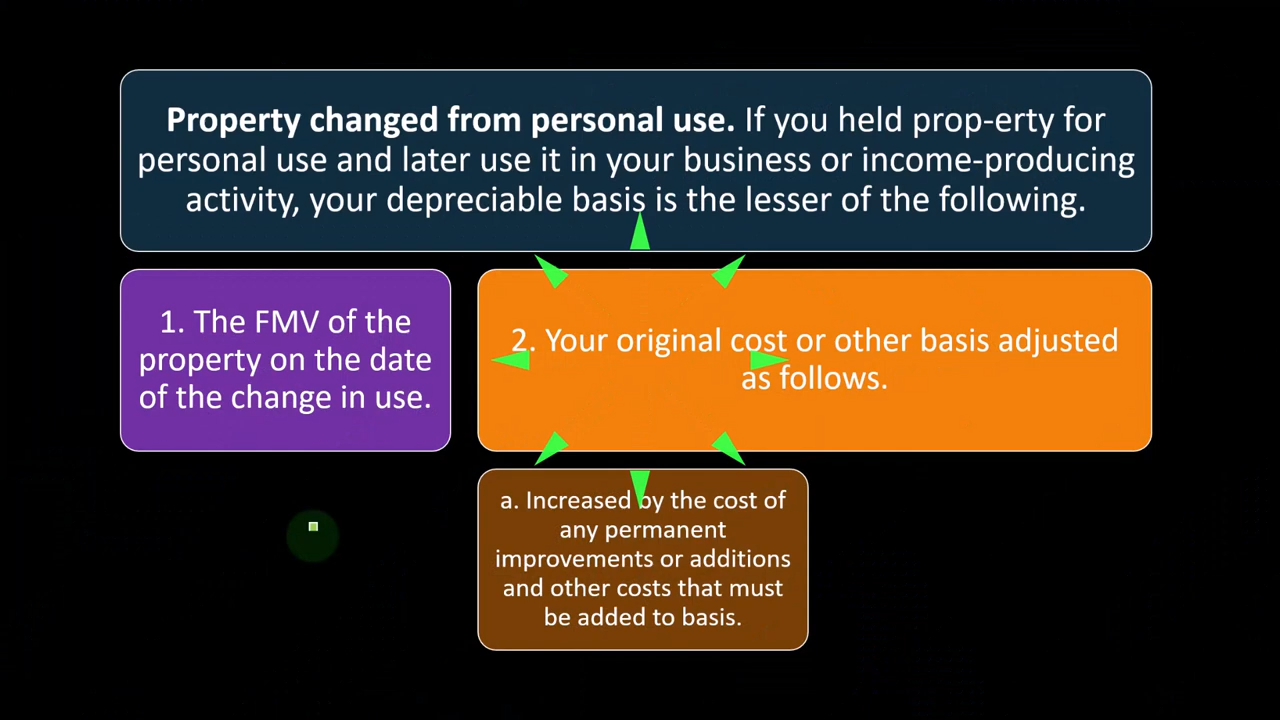 Property changed from personal use. If you held prop-erty for
personal use and later use it in your business or income-producing
activity, your depreciable basis is the lesser of the following.
1. The FMV of the
property on the date
of the change in use.
2. Your original cost or other basis adjusted
as follows.
a. Increased by the cost of
any permanent
improvements or additions
and other costs that must
be added to basis.